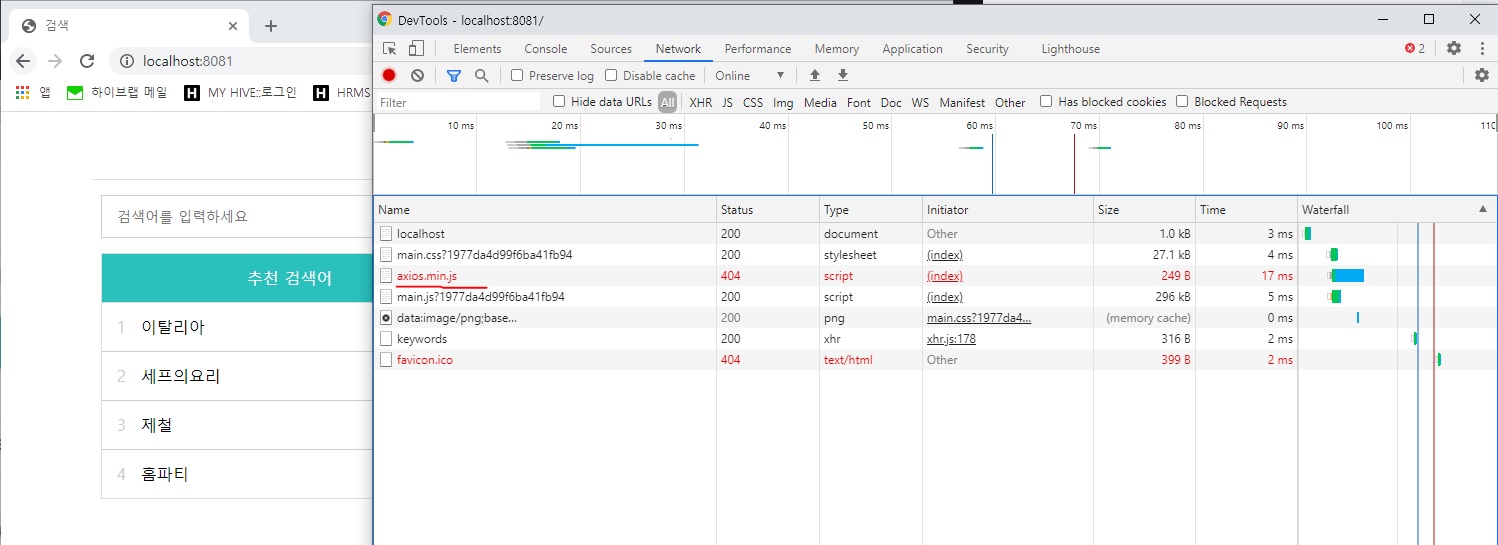 검색
localhost:8081
앱 하이브랩 메일 MY HIVE::로그인 HRMS
검색어를 입력하세요
추천 검색어
1 이탈리아
2 세프의요리
3 제철
4 홈파티
DevTools - localhost:8081/
Elements Console Sources Network Performance Memory Application Security Lighthouse 2
Preserve log Disable cache Online
Filter Hide data URLs All XHR JS CSS Img Media Font Doc WS Manifest Other Has blocked cookies Blocked Requests
10 ms 20 ms 30 ms 40 ms 50 ms 60 ms 70 ms 80 ms 90 ms 100 ms 110
Name Status Type Initiator Size Time Waterfall
localhost 200 document Other 1.0 kB 3 ms
main.css?1977da4d99f6ba41fb94 200 stylesheet (index) 27.1 kB 4 ms
axios.min.js 404 script (index) 249 B 17 ms
main.js?1977da4d99f6ba41fb94 200 script (index) 296 kB 5 ms
data:image/png;base... 200 png main.css?1977da4... (memory cache) 0 ms
keywords 200 xhr xhr.js:178 316 B 2 ms
favicon.ico 404 text/html Other 399 B 2 ms